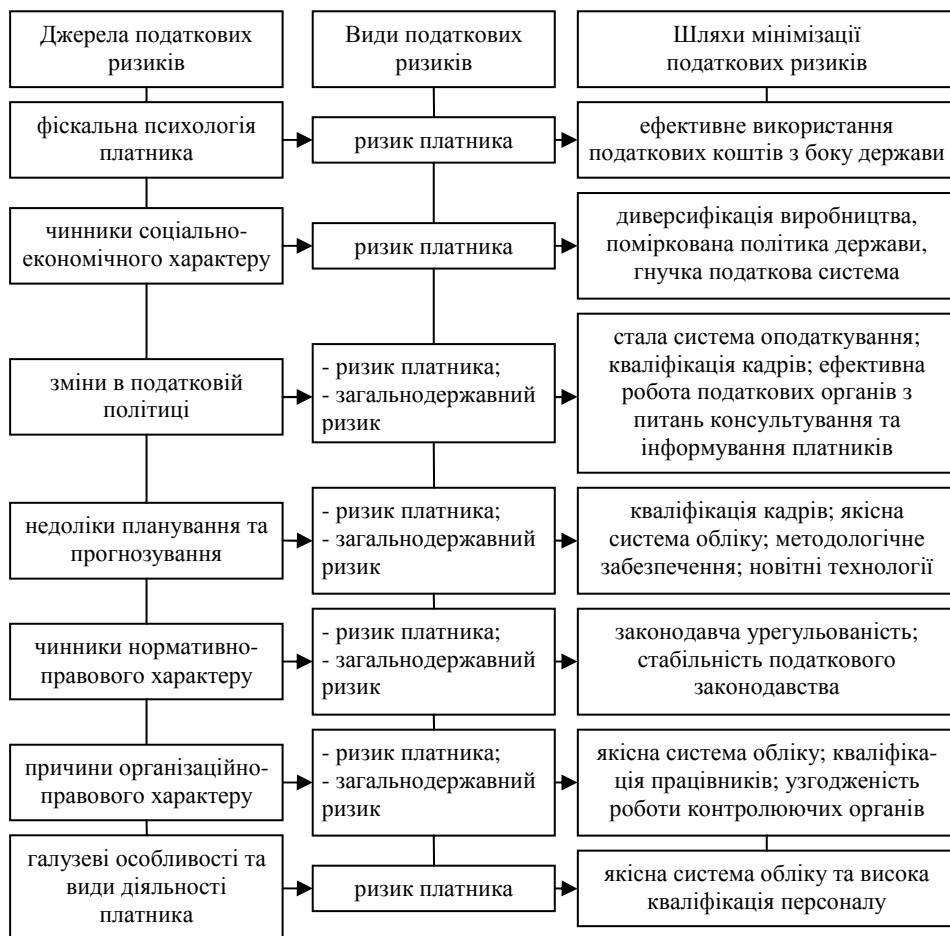 Джерела податкових
ризиків
Види податкових
ризиків
Шляхи мінімізації
податкових ризиків
фіскальна психологія
платника
ризик платника
ефективне використання
податкових коштів з боку держави
чинники соціально-
економічного характеру
ризик платника
диверсифікація виробництва,
поміркована політика держави,
гнучка податкова система
зміни в податковій
політиці
- ризик платника;
- загальнодержавний
ризик
стала система оподаткування;
кваліфікація кадрів; ефективна
робота податкових органів з
питань консультування та
інформування платників
недоліки планування та
прогнозування
- ризик платника;
- загальнодержавний
ризик
кваліфікація кадрів; якісна
система обліку; методологічне
забезпечення; новітні технології
чинники нормативно-
правового характеру
- ризик платника;
- загальнодержавний
ризик
законодавча урегульованість;
стабільність податкового
законодавства
причини організаційно-
правового характеру
- ризик платника;
- загальнодержавний
ризик
якісна система обліку; кваліфіка-
ція працівників; узгодженість
роботи контролюючих органів
галузеві особливості та
види діяльності
платника
ризик платника
якісна система обліку та висока
кваліфікація персоналу